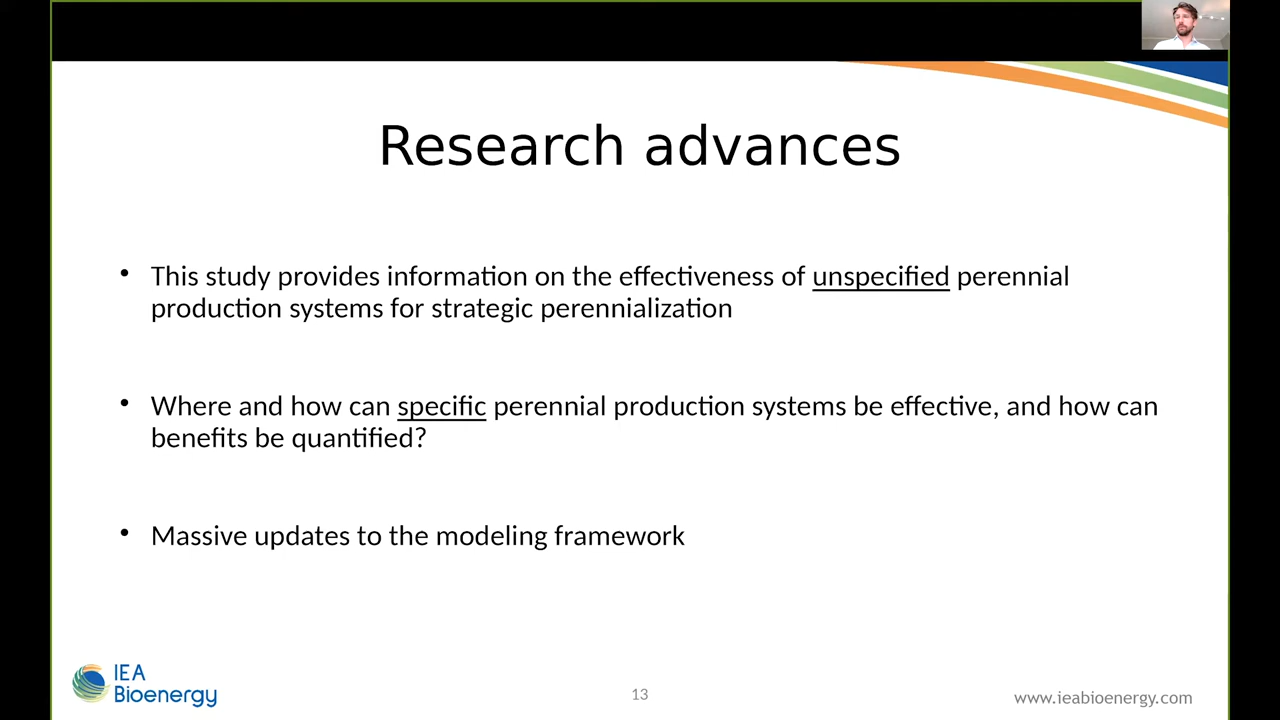 Research advances
• This study provides information on the effectiveness of unspecified perennial
production systems for strategic perennialization
• Where and how can specific perennial production systems be effective, and how can
benefits be quantified?
• Massive updates to the modeling framework
IEA
Bioenergy
13
www.ieabioenergy.com